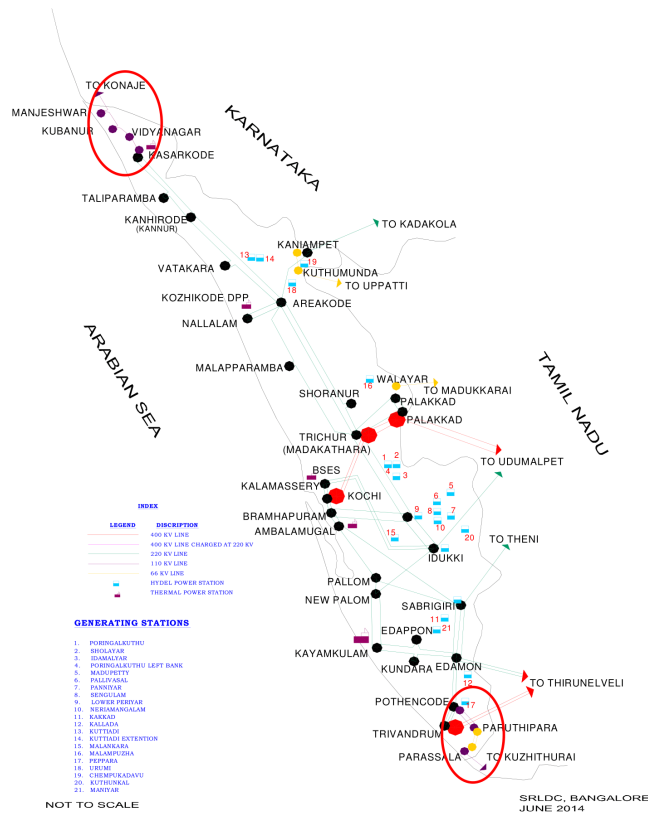 TO KONAJE
MANJESHWAR
KUBANUR
VIDYANAGAR
KASARKODE
KARNATAKA
TALIPARAMBA
KANHIRODE
(KANNUR)
TO KADAKOLA
KANIAMPET
13
14
19
VATAKARA
KUTHUMUNDA
18
TO UPPATTI
KOZHIKODE DPP
AREAKODE
NALLALAM
ARABIAN SEA
TAMIL NADU
MALAPPARAMBA
WALAYAR
16
TO MADUKKARAI
SHORANUR
PALAKKAD
PALAKKAD
TRICHUR
(MADAKATHARA)
TO UDUMALPET
1
2
4
3
BSES
KALAMASSERY
KOCHI
5
6
BRAMHAPURAM
9
7
10
AMBALAMUGAL
15
20
TO THENI
IDUKKI
INDEX
LEGEND DISCRIPTION
400 KV LINE
400 KV LINE CHARGED AT 220 KV
220 KV LINE
110 KV LINE
66 KV LINE
HYDEL POWER STATION
THERMAL POWER STATION
PALLOM
NEW PALOM
SABRIGIRI
11
21
EDAPPON
KAYAMKULAM
KUNDARA
EDAMON
12
TO THIRUNELVELI
POTHENCODE
17
TRIVANDRUM
PARUTHIPARA
PARASSALA
TO KUZHITHURAI
GENERATING STATIONS
1. PORINGALKUTHU
2. SHOLAYAR
3. IDAMALYAR
4. PORINGALKUTHU LEFT BANK
5. MADUPETTY
6. PALLIVASAL
7. PANNIYAR
8. SENGULAM
9. LOWER PERIYAR
10. NERIAMANGALAM
11. KAKKAD
12. KALLADA
13. KUTTIADI
14. KUTTIADI EXTENTION
15. MALANKARA
16. MALAMPUZHA
17. PEPPARA
18. URUMI
19. CHEMPUKADAVU
20. KUTHUNKAL
21. MANIYAR
NOT TO SCALE
SRLDC, BANGALORE
JUNE 2014